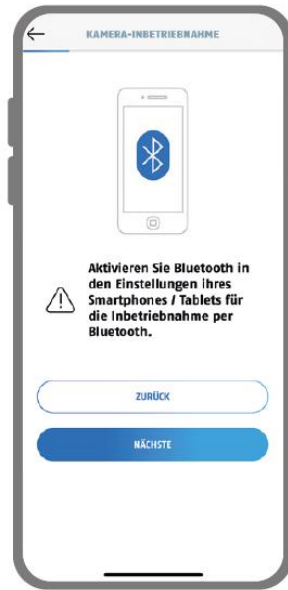 KAMERA-INBETRIEBNAHME
Aktivieren Sie Bluetooth in
den Einstellungen ihres
Smartphones / Tablets für
die Inbetriebnahme per
Bluetooth.
ZURÜCK
NÄCHSTE